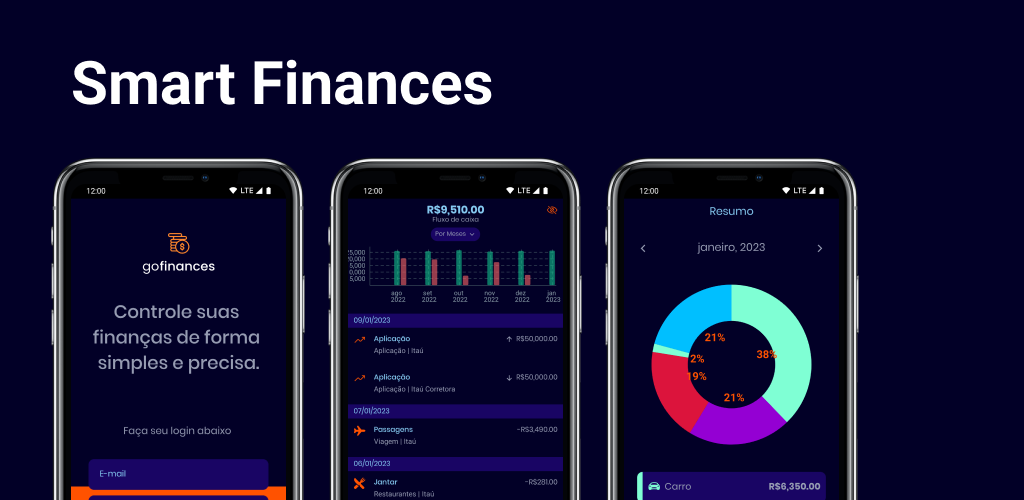 Smart Finances
12:00
LTE
gofinances
Controle suas
finanças de forma
simples e precisa.
Faça seu login abaixo
E-mail
12:00
LTE
R$9,510.00
Fluxo de caixa
Por Meses
25,000
20,000
15,000
10,000
5,000
ago
2022
set
2022
out
2022
nov
2022
dez
2022
jan
2023
09/01/2023
Aplicação
R$50,000.00
Aplicação | Itaú
Aplicação
R$50,000.00
Aplicação | Itaú Corretora
07/01/2023
Passagens
-R$3,490.00
Viagem | Itaú
06/01/2023
Jantar
-R$281.00
Restaurantes | Itaú
12:00
LTE
Resumo
janeiro, 2023
21%
38%
2%
19%
21%
Carro
R$6,350.00